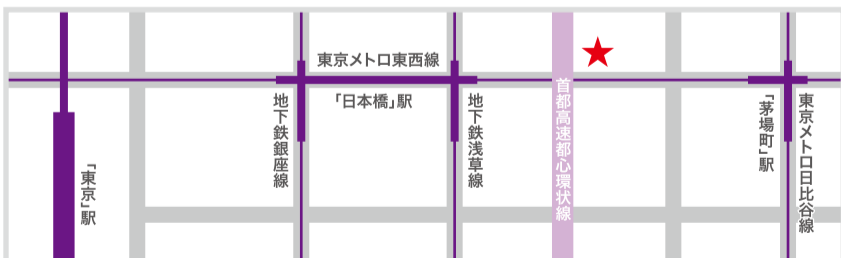 東京メトロ東西線
「日本橋」駅
「東京」駅
地下鉄銀座線
地下鉄浅草線
首都高速都心環状線
「茅場町」駅
東京メトロ日比谷線